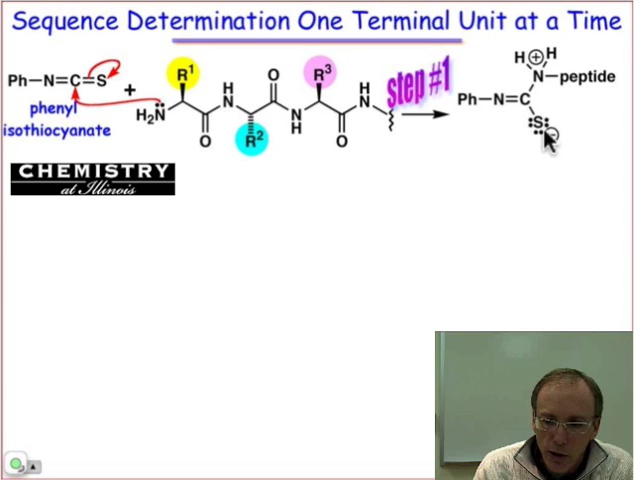 Sequence Determination One Terminal Unit at a Time
Ph–N=C=S
phenyl
isothiocyanate
+
H₂N
R¹
O
H
N
R²
O
N
H
R³
O
H
N
step #1
H ⊕ H
N–peptide
Ph–N=C
:S: ⊖
CHEMISTRY
at Illinois